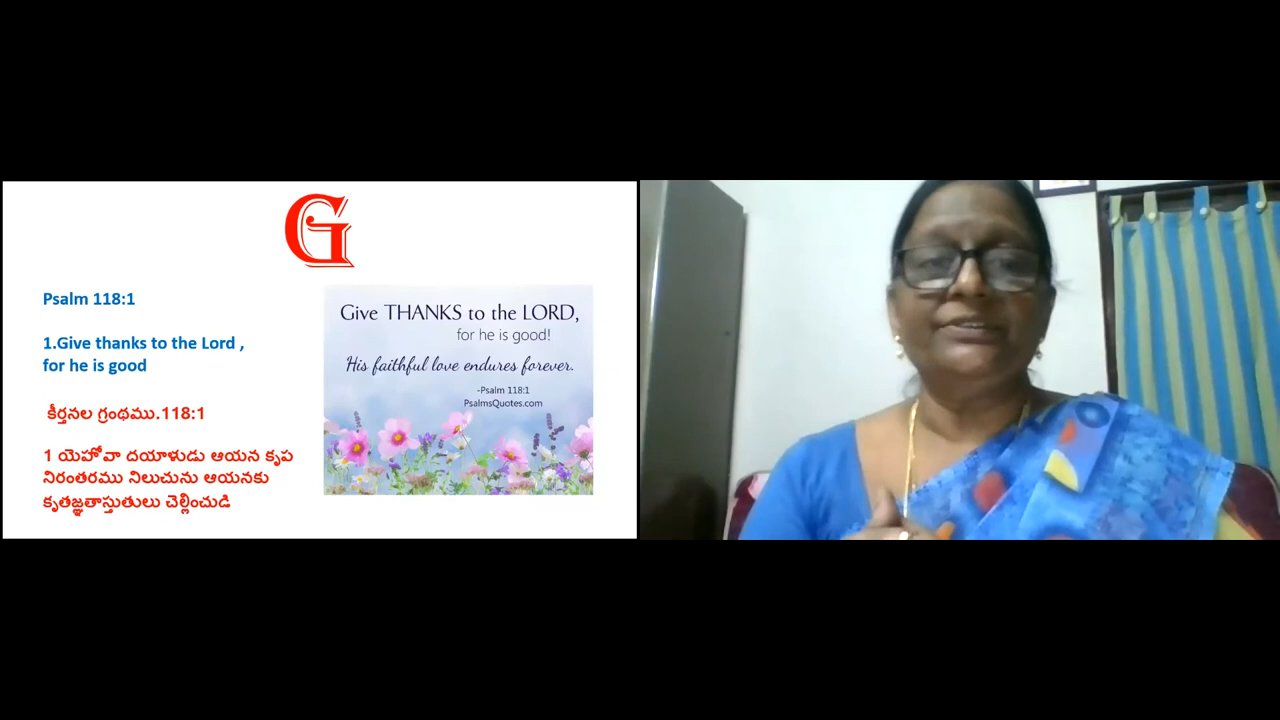 G
Psalm 118:1
1.Give thanks to the Lord ,
for he is good
కీర్తనల గ్రంథము.118:1
1 యెహోవా దయాళుడు ఆయన కృప
నిరంతరము నిలుచును ఆయనకు
కృతజ్ఞతాస్తుతులు చెల్లించుడి
Give THANKS to the LORD,
for he is good!
His faithful love endures forever.
-Psalm 118:1
PsalmsQuotes.com